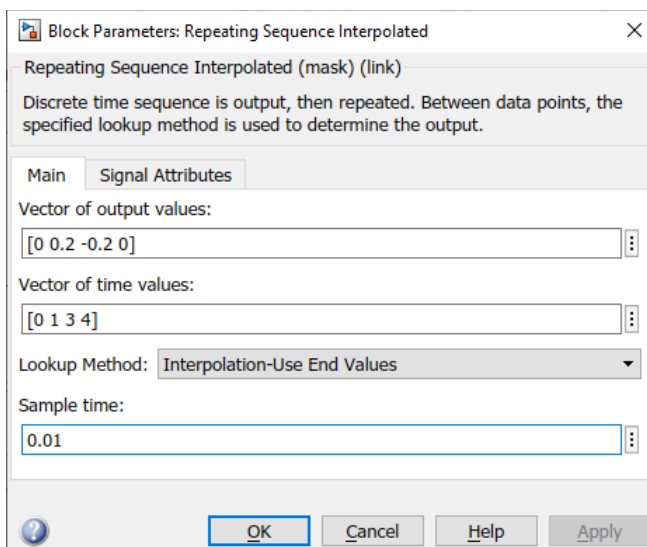 Block Parameters: Repeating Sequence Interpolated
Repeating Sequence Interpolated (mask) (link)
Discrete time sequence is output, then repeated. Between data points, the
specified lookup method is used to determine the output.
Main Signal Attributes
Vector of output values:
[0 0.2 -0.2 0]
Vector of time values:
[0 1 3 4]
Lookup Method: Interpolation-Use End Values
Sample time:
0.01
OK Cancel Help Apply